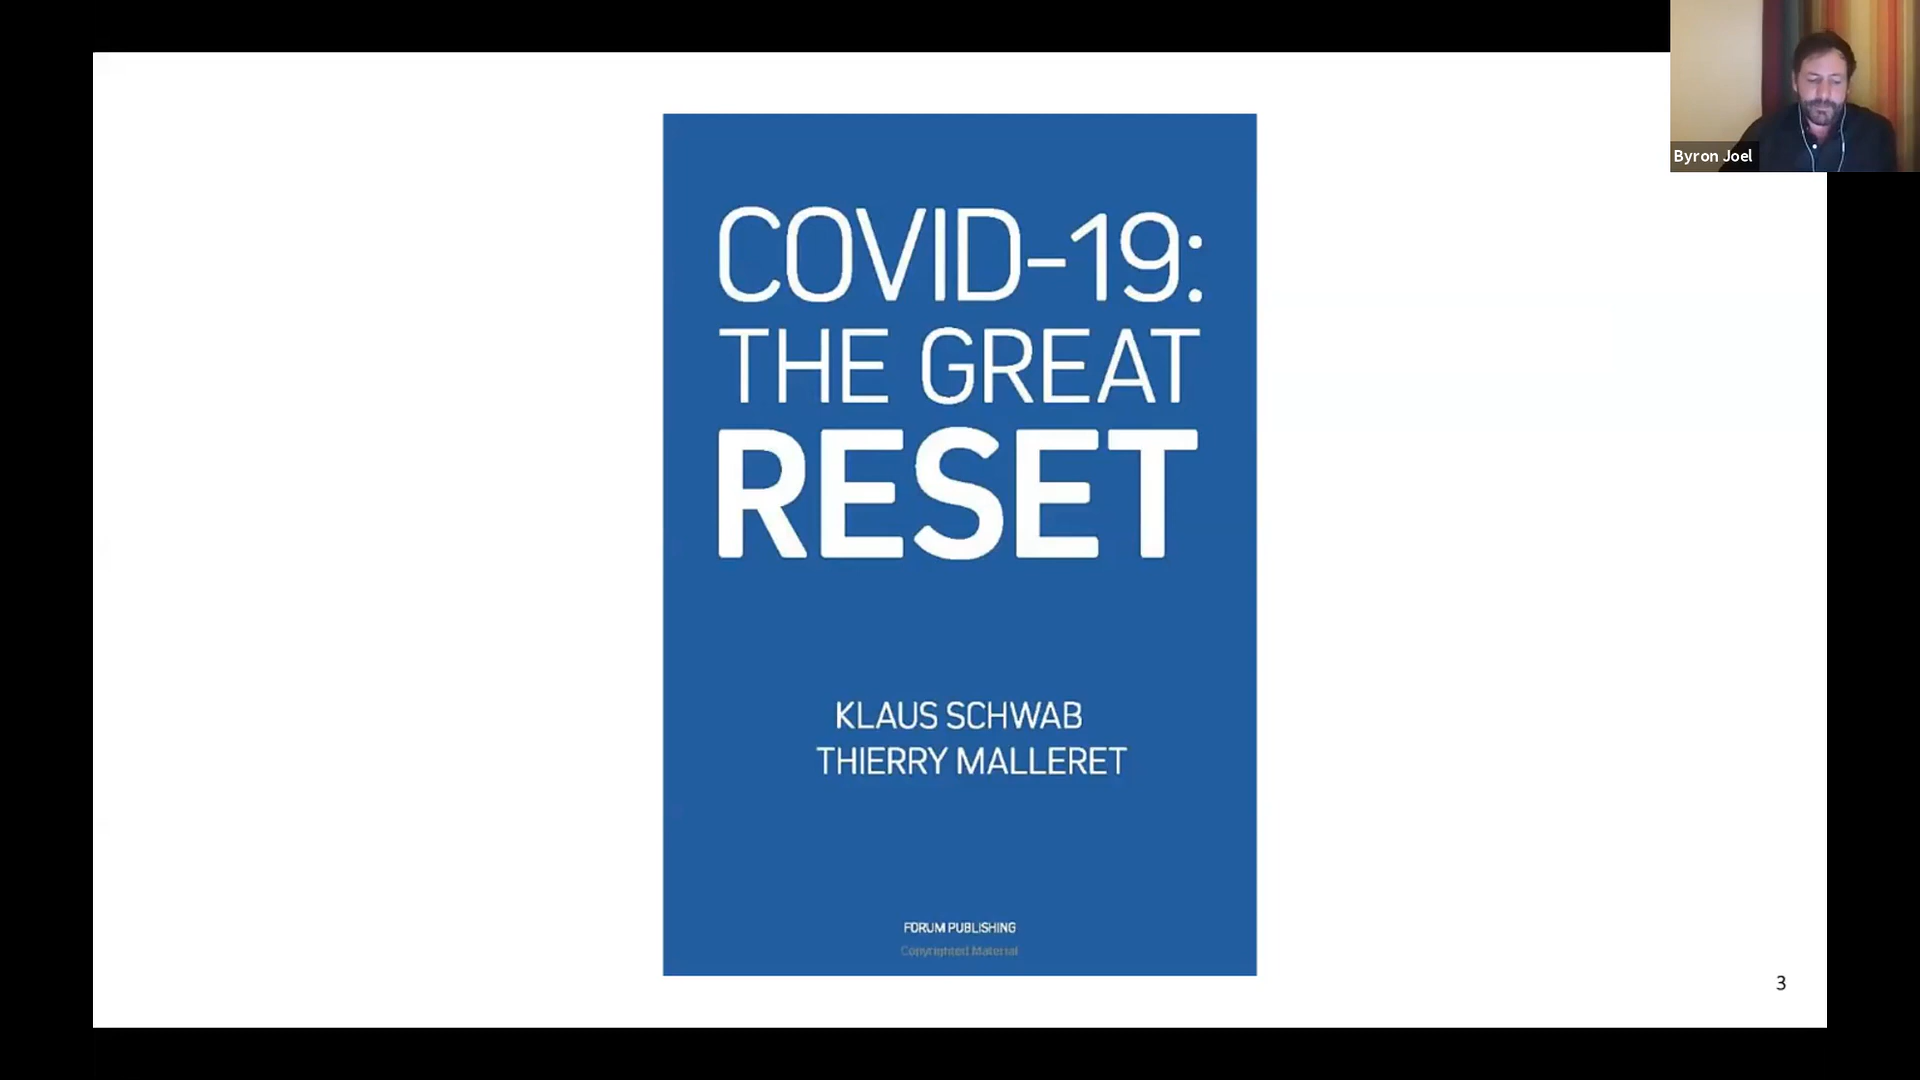 COVID-19:
THE GREAT
RESET
KLAUS SCHWAB
THIERRY MALLERET
FORUM PUBLISHING
Copyrighted Material
3
Byron Joel